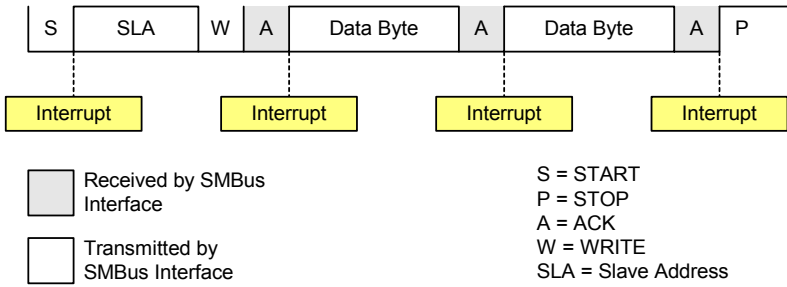 S SLA W A Data Byte A Data Byte A P
Interrupt Interrupt Interrupt Interrupt
Received by SMBus
Interface
Transmitted by
SMBus Interface
S = START
P = STOP
A = ACK
W = WRITE
SLA = Slave Address